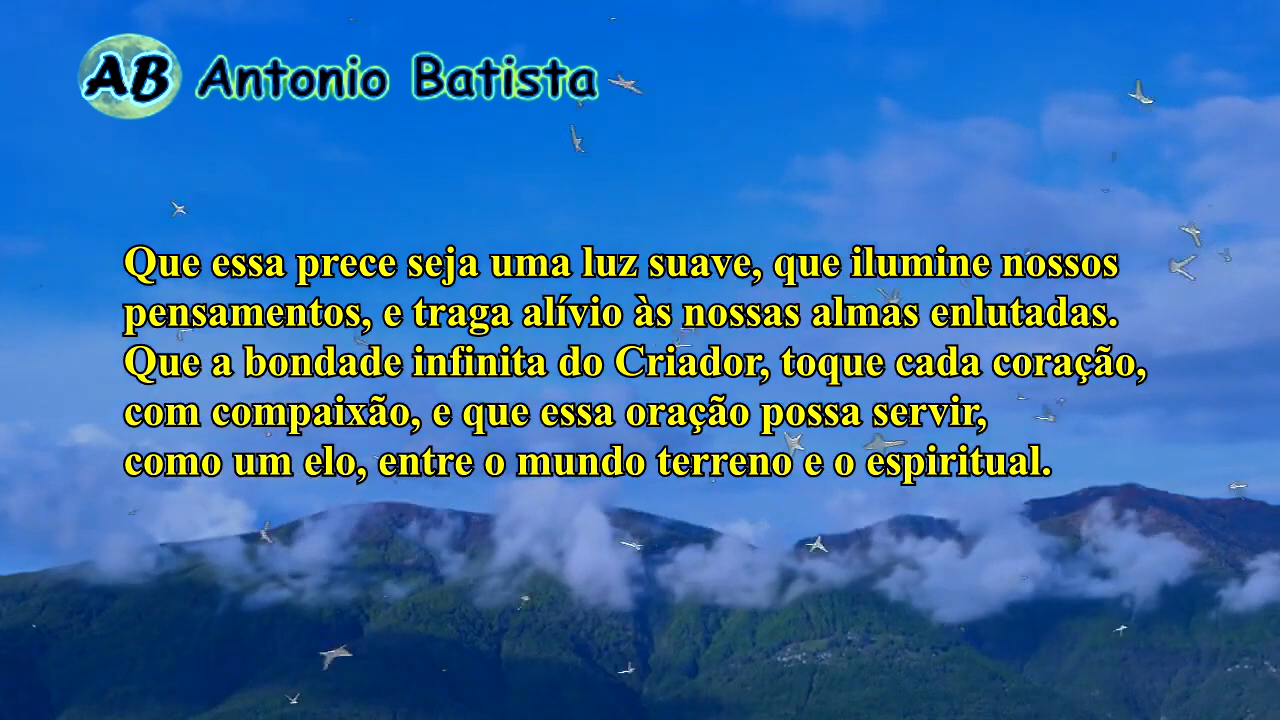 AB Antonio Batista
Que essa prece seja uma luz suave, que ilumine nossos
pensamentos, e traga alívio às nossas almas enlutadas.
Que a bondade infinita do Criador, toque cada coração,
com compaixão, e que essa oração possa servir,
como um elo, entre o mundo terreno e o espiritual.